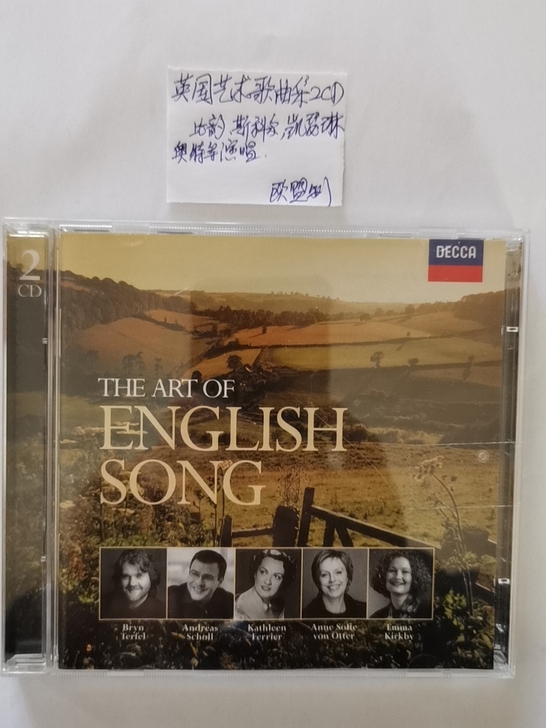 英国艺术歌曲集2CD
比韵 斯科尔 凯瑟琳
奥特等演唱.
欧盟制
2
CD
DECCA
THE ART OF
ENGLISH
SONG
Bryn
Terfel
Andreas
Scholl
Kathleen
Ferrier
Anne Sofie
von Otter
Emma
Kirkby